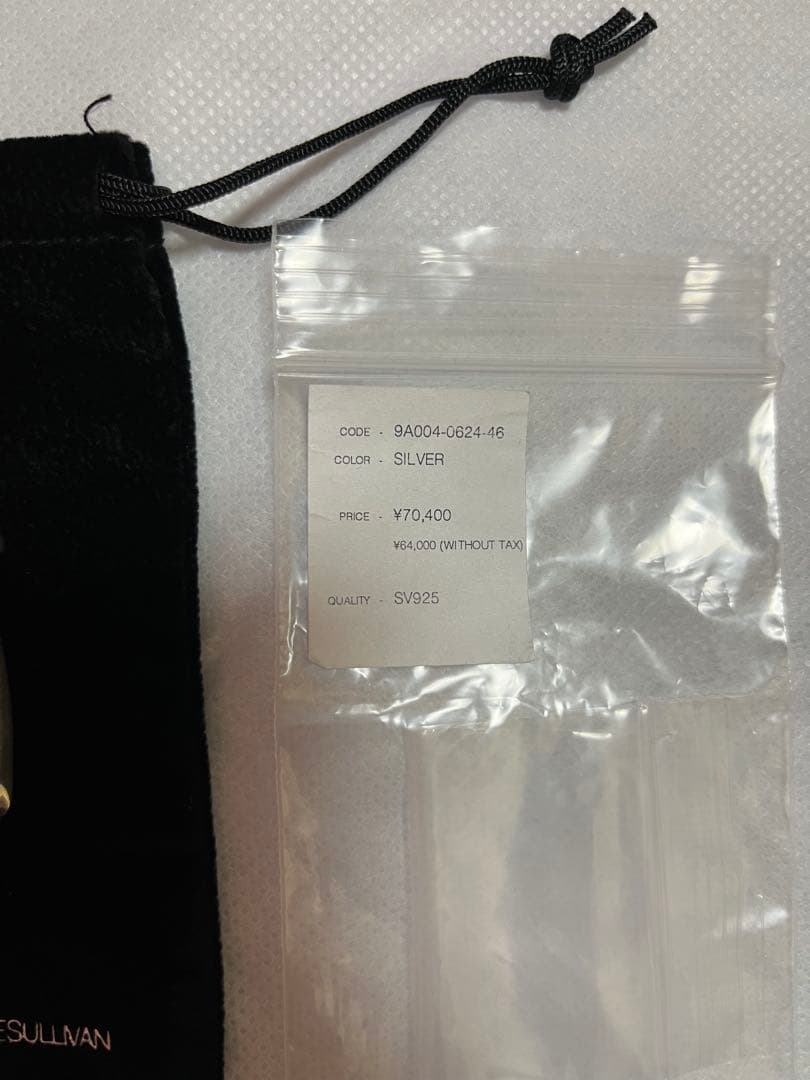 CODE - 9A004-0624-46
COLOR - SILVER
PRICE - ¥70,400
¥64,000 (WITHOUT TAX)
QUALITY - SV925
ESULLIVAN